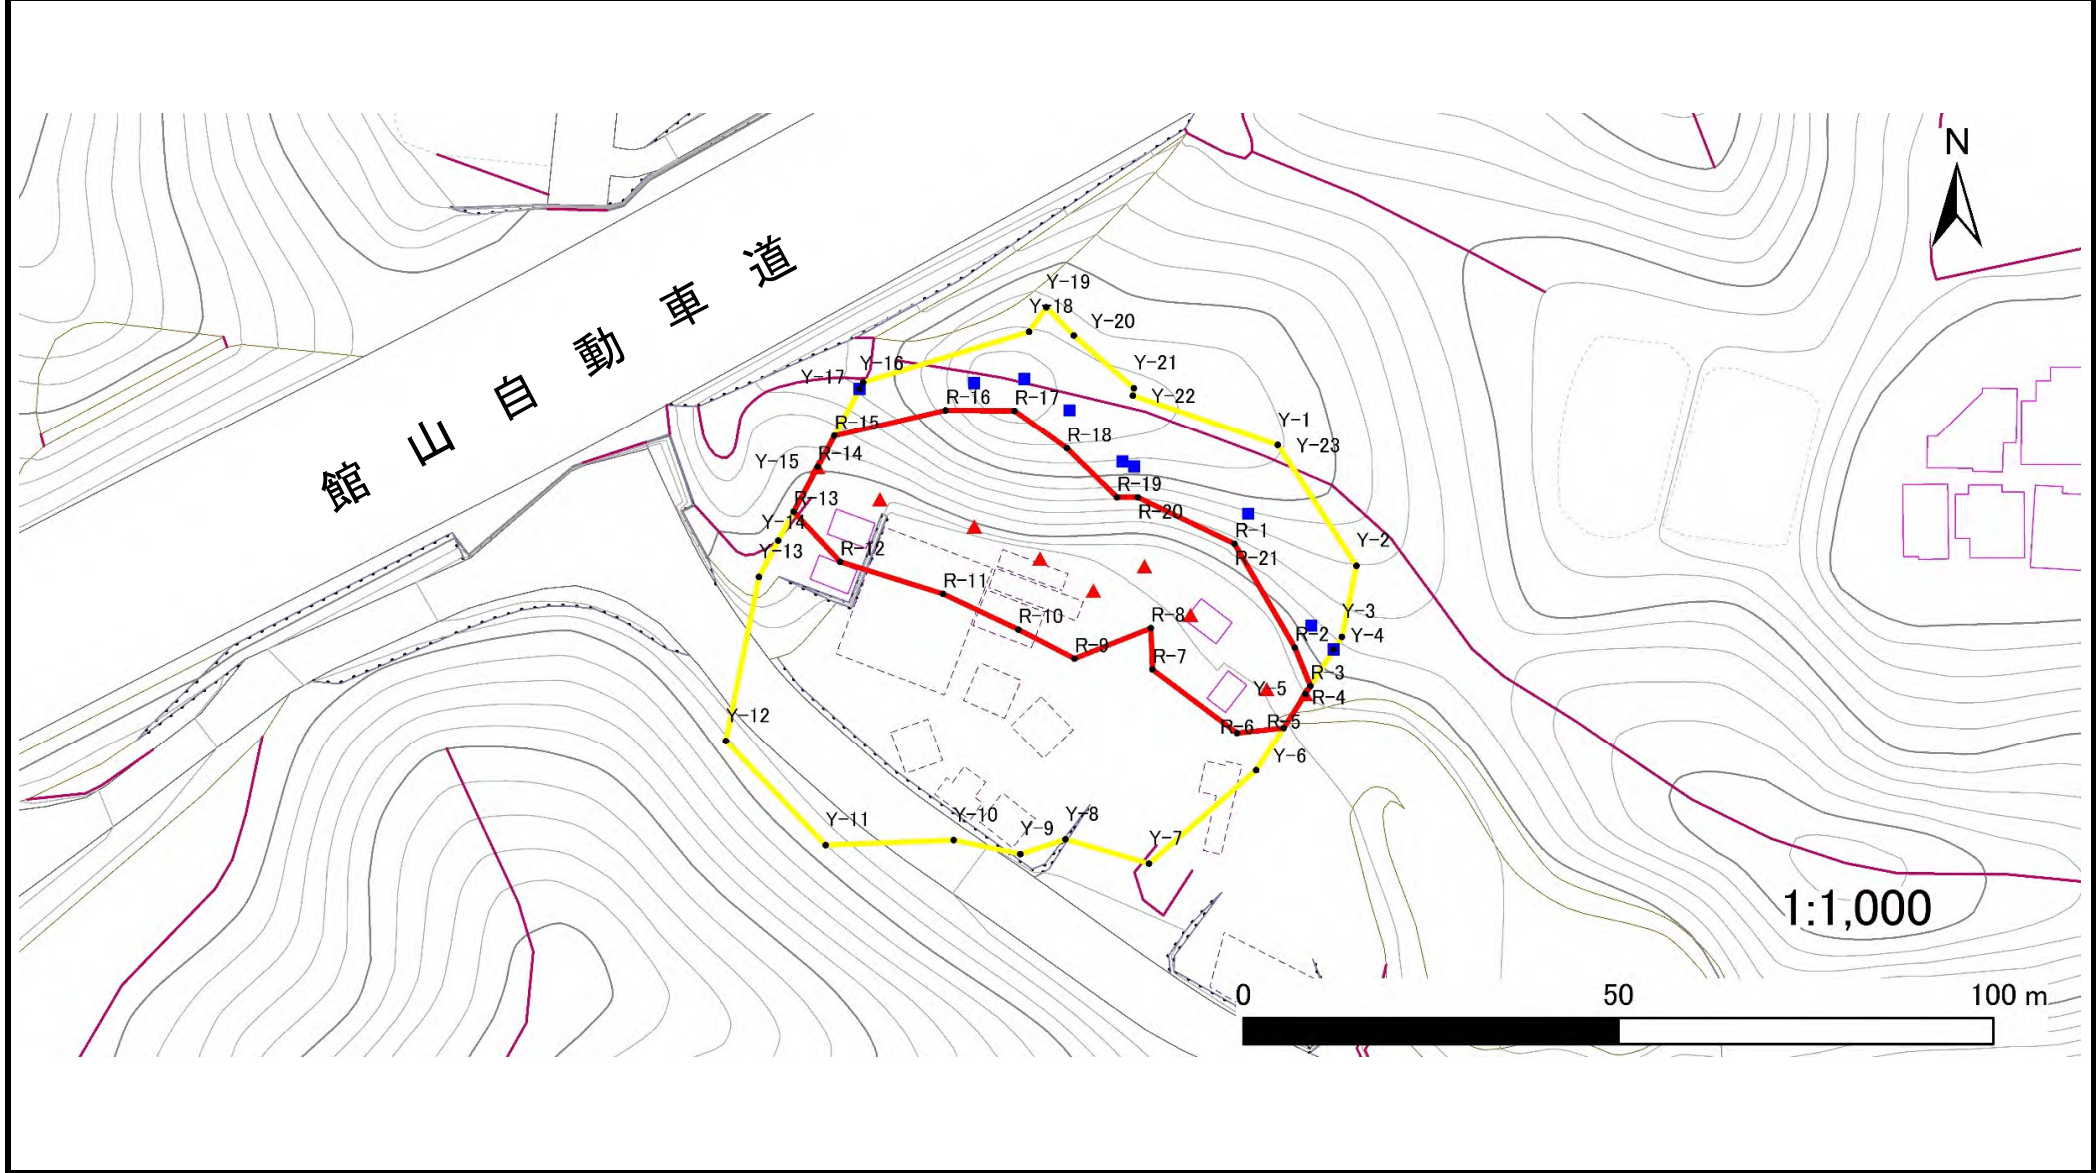 N
館山自動車道
Y-19
Y-18
Y-20
Y-21
Y-16
Y-17
Y-22
R-16
R-17
Y-1
R-15
R-18
Y-23
R-14
Y-15
R-19
R-13
R-20
Y-14
R-1
Y-2
Y-13
R-12
R-21
R-11
Y-3
R-10
R-8
R-2
Y-4
R-9
R-7
R-3
Y-5
R-4
Y-12
R-6
R-5
Y-6
Y-11
Y-10
Y-9
Y-8
Y-7
1:1,000
0 50 100 m